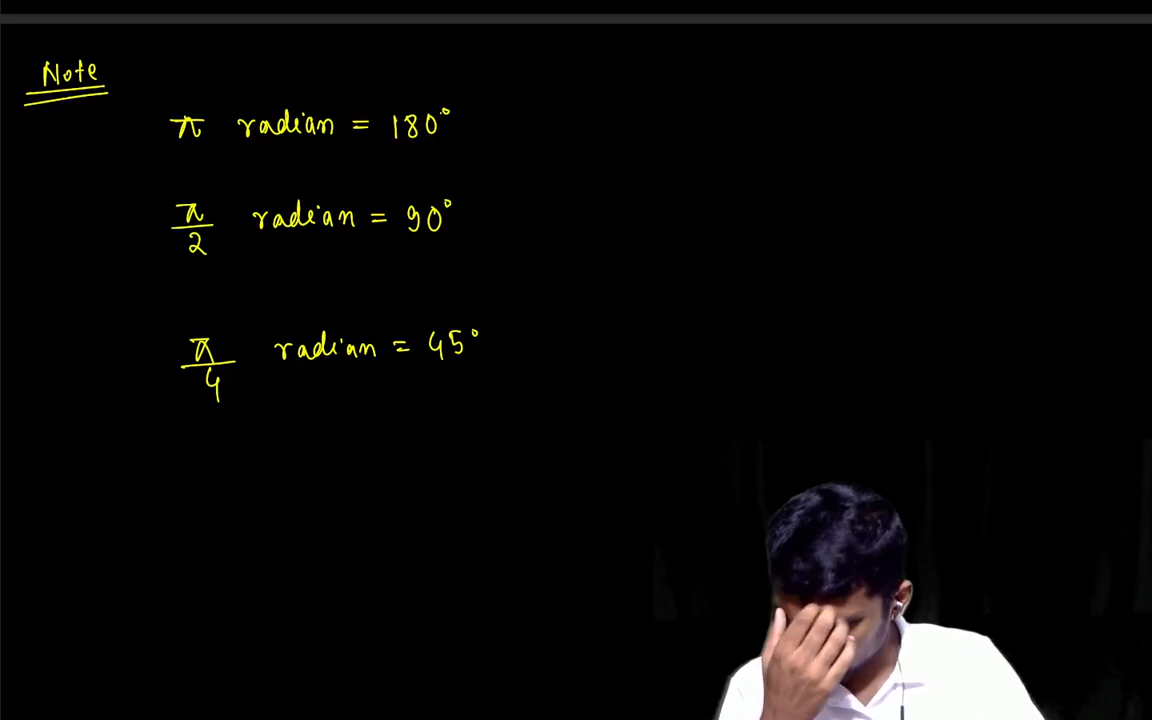 Note
π radian = 180°
π/2 radian = 90°
π/4 radian = 45°